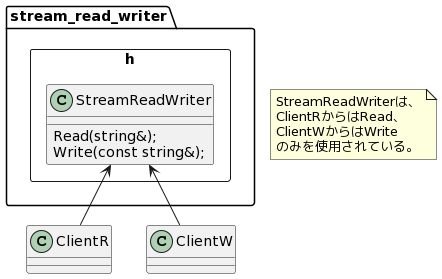 stream_read_writer
h
C StreamReadWriter
Read(string&);
Write(const string&);
StreamReadWriterは、
ClientRからはRead、
ClientWからはWrite
のみを使用されている。
C ClientR
C ClientW